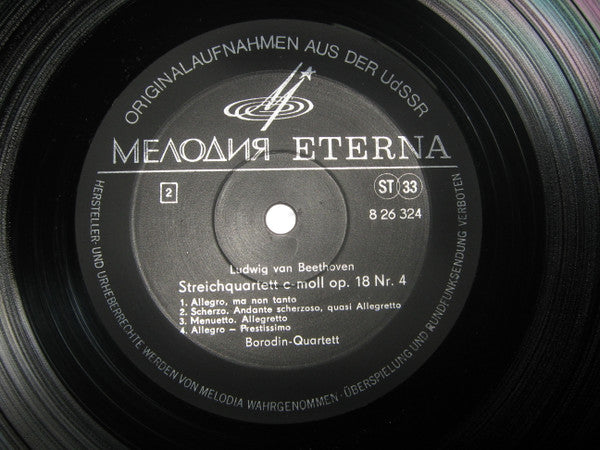 ORIGINALAUFNAHMEN AUS DER UdSSR
МЕЛОДИЯ ETERNA
2
ST 33
8 26 324
Ludwig van Beethoven
Streichquartett c-moll op. 18 Nr. 4
1. Allegro, ma non tanto
2. Scherzo. Andante scherzoso, quasi Allegretto
3. Menuetto. Allegretto
4. Allegro – Prestissimo
Borodin-Quartett
HERSTELLER- UND URHEBERRECHTE WERDEN VON MELODIA WAHRGENOMMEN · ÜBERSPIELUNG UND RUNDFUNKSENDUNG VERBOTEN